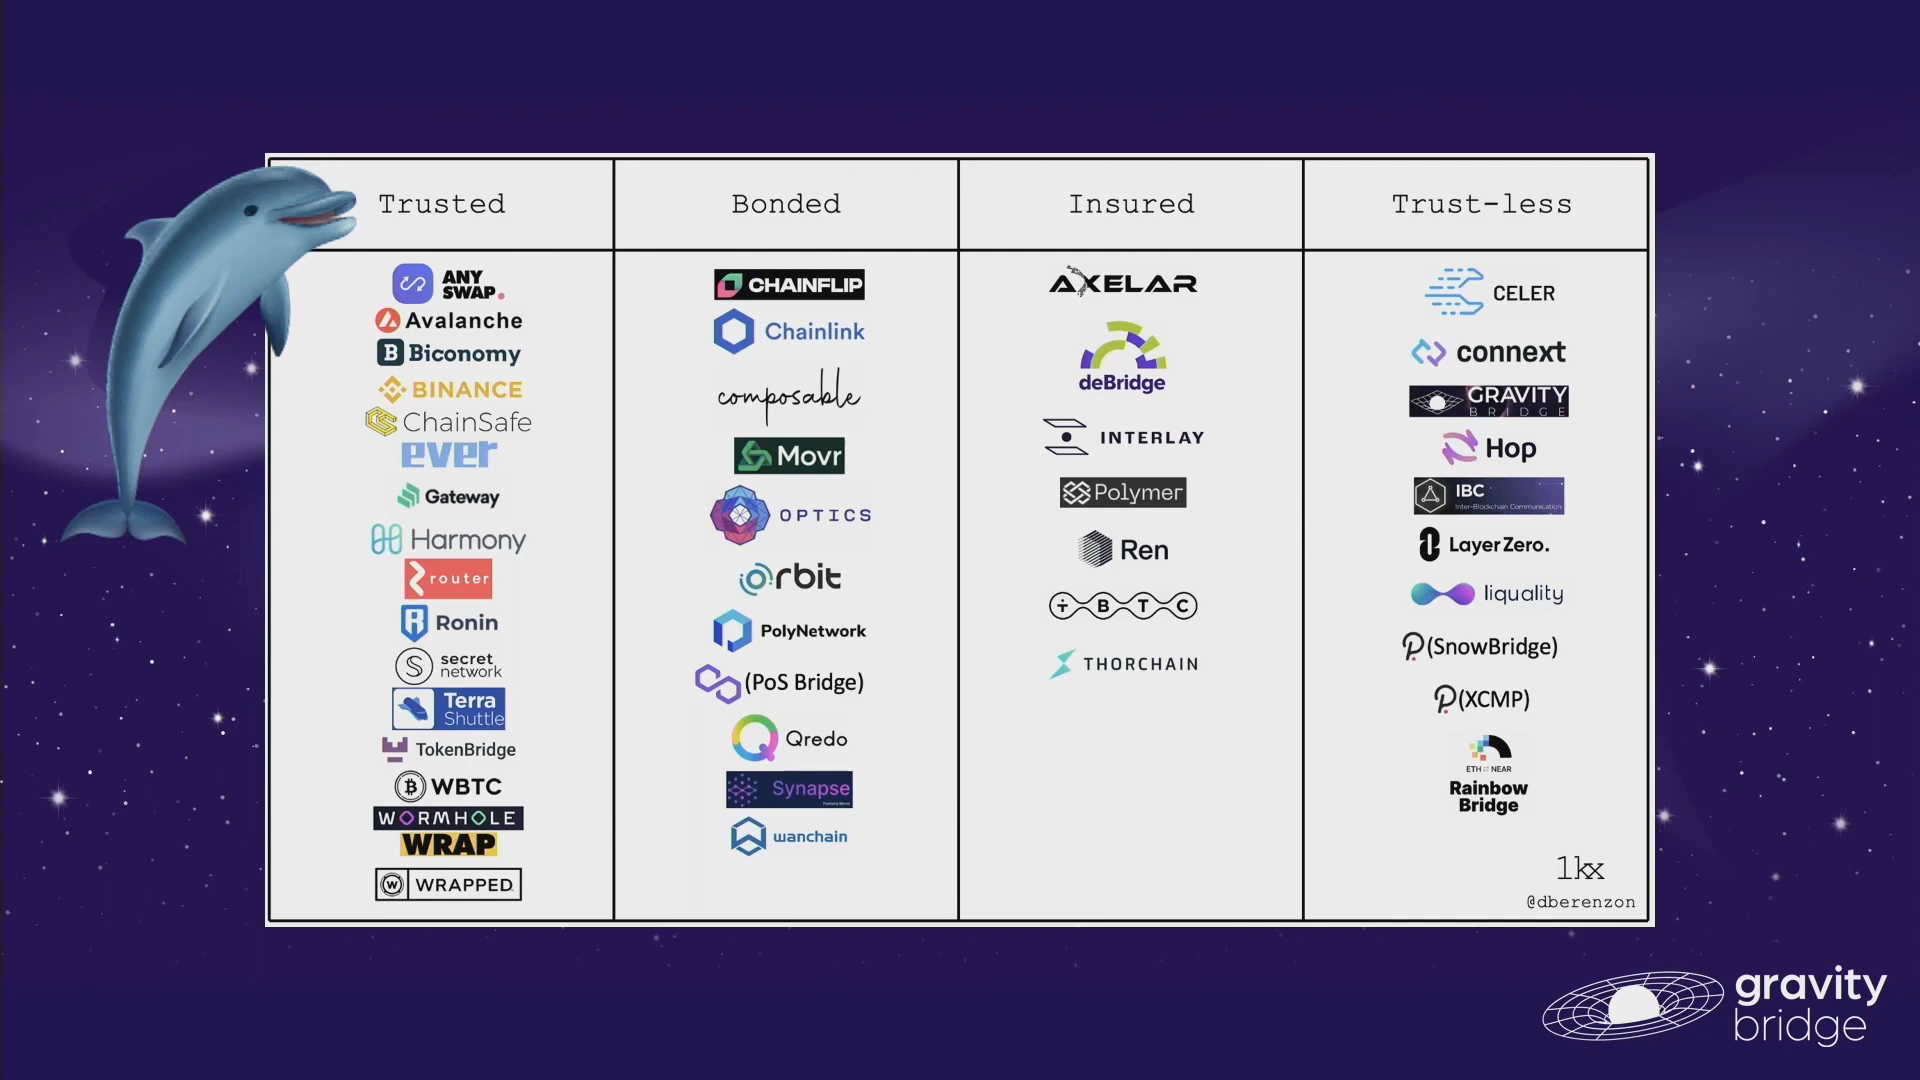 Trusted
Bonded
Insured
Trust-less
ANY
SWAP.
Avalanche
Biconomy
BINANCE
ChainSafe
ever
Gateway
Harmony
router
Ronin
secret
network
Terra
Shuttle
TokenBridge
WBTC
WORMHOLE
WRAP
WRAPPED
CHAINFLIP
Chainlink
composable
Movr
OPTICS
orbit
PolyNetwork
(PoS Bridge)
Qredo
Synapse
wanchain
AXELAR
deBridge
INTERLAY
Polymer
Ren
TBTC
THORCHAIN
CELER
connext
GRAVITY
BRIDGE
Hop
IBC
Inter-Blockchain Communication
LayerZero.
liquality
(SnowBridge)
(XCMP)
ETH NEAR
Rainbow
Bridge
1kx
@dberenzon
gravity
bridge